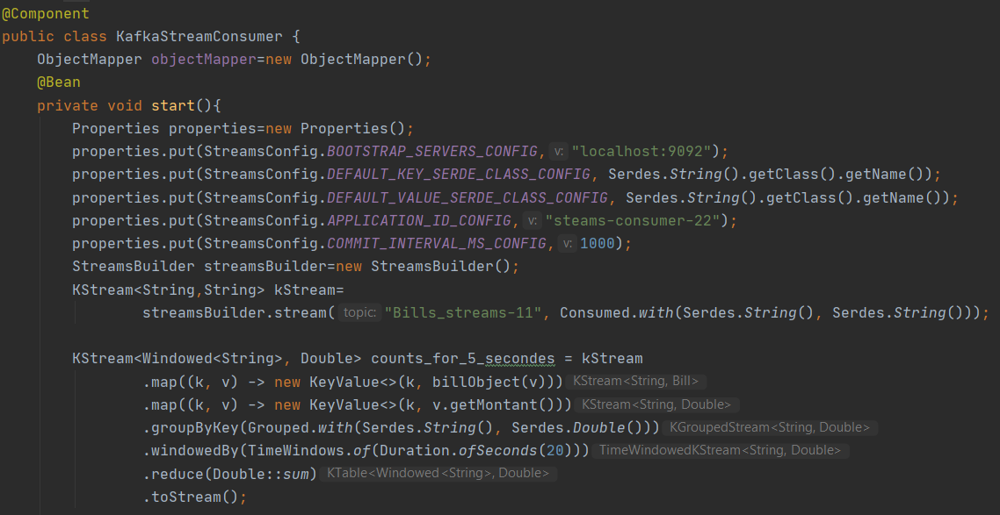 @Component
public class KafkaStreamConsumer {
ObjectMapper objectMapper=new ObjectMapper();
@Bean
private void start(){
Properties properties=new Properties();
properties.put(StreamsConfig.BOOTSTRAP_SERVERS_CONFIG, v: "localhost:9092");
properties.put(StreamsConfig.DEFAULT_KEY_SERDE_CLASS_CONFIG, Serdes.String().getClass().getName());
properties.put(StreamsConfig.DEFAULT_VALUE_SERDE_CLASS_CONFIG, Serdes.String().getClass().getName());
properties.put(StreamsConfig.APPLICATION_ID_CONFIG, v: "steams-consumer-22");
properties.put(StreamsConfig.COMMIT_INTERVAL_MS_CONFIG, v: 1000);
StreamsBuilder streamsBuilder=new StreamsBuilder();
KStream<String,String> kStream=
streamsBuilder.stream( topic: "Bills_streams-11", Consumed.with(Serdes.String(), Serdes.String()));
KStream<Windowed<String>, Double> counts_for_5_secondes = kStream
.map((k, v) -> new KeyValue<>(k, billObject(v))) KStream<String, Bill>
.map((k, v) -> new KeyValue<>(k, v.getMontant())) KStream<String, Double>
.groupByKey(Grouped.with(Serdes.String(), Serdes.Double())) KGroupedStream<String, Double>
.windowedBy(TimeWindows.of(Duration.ofSeconds(20))) TimeWindowedKStream<String, Double>
.reduce(Double::sum) KTable<Windowed<String>, Double>
.toStream();